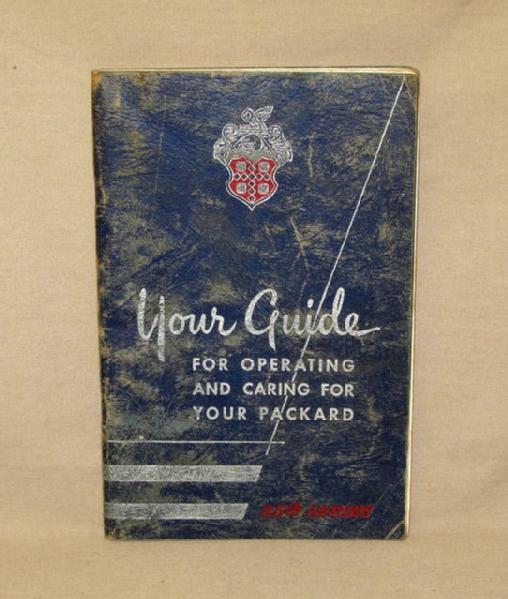 Your Guide
FOR OPERATING
AND CARING FOR
YOUR PACKARD